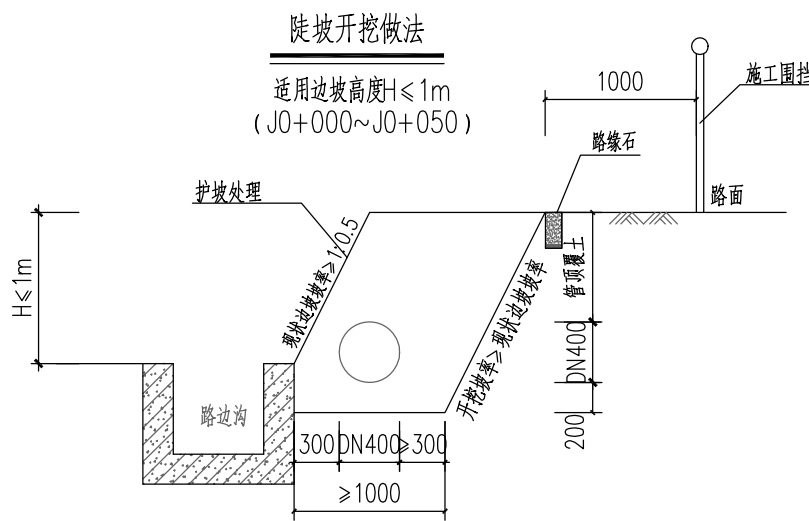 陡坡开挖做法
适用边坡高度H≤1m
(J0+000~J0+050)
1000
施工围挡
路缘石
护坡处理
路面
现状边坡坡率≥1:0.5
H≤1m
管顶覆土
开挖坡率≥现状边坡坡率
DN400
路边沟
200
300
DN400
≥300
≥1000